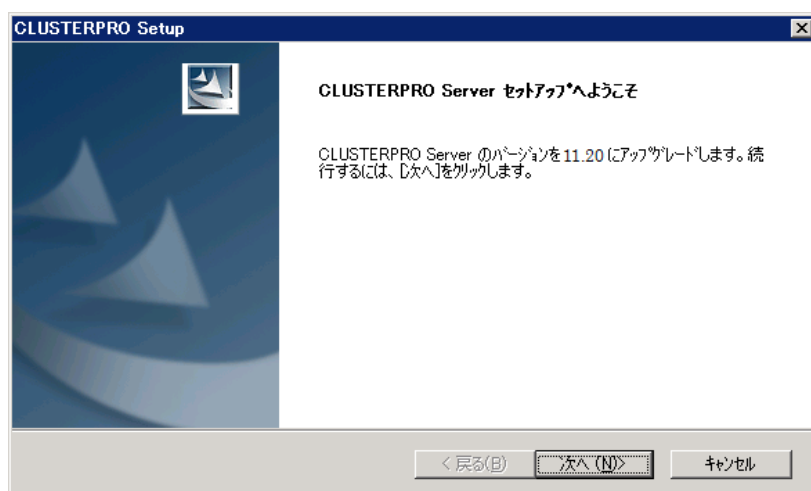 CLUSTERPRO Setup
CLUSTERPRO Server セットアップへようこそ
CLUSTERPRO Server のバージョンを11.20 にアップグレードします。続
行するには、[次へ]をクリックします。
< 戻る(B)
次へ (N)>
キャンセル